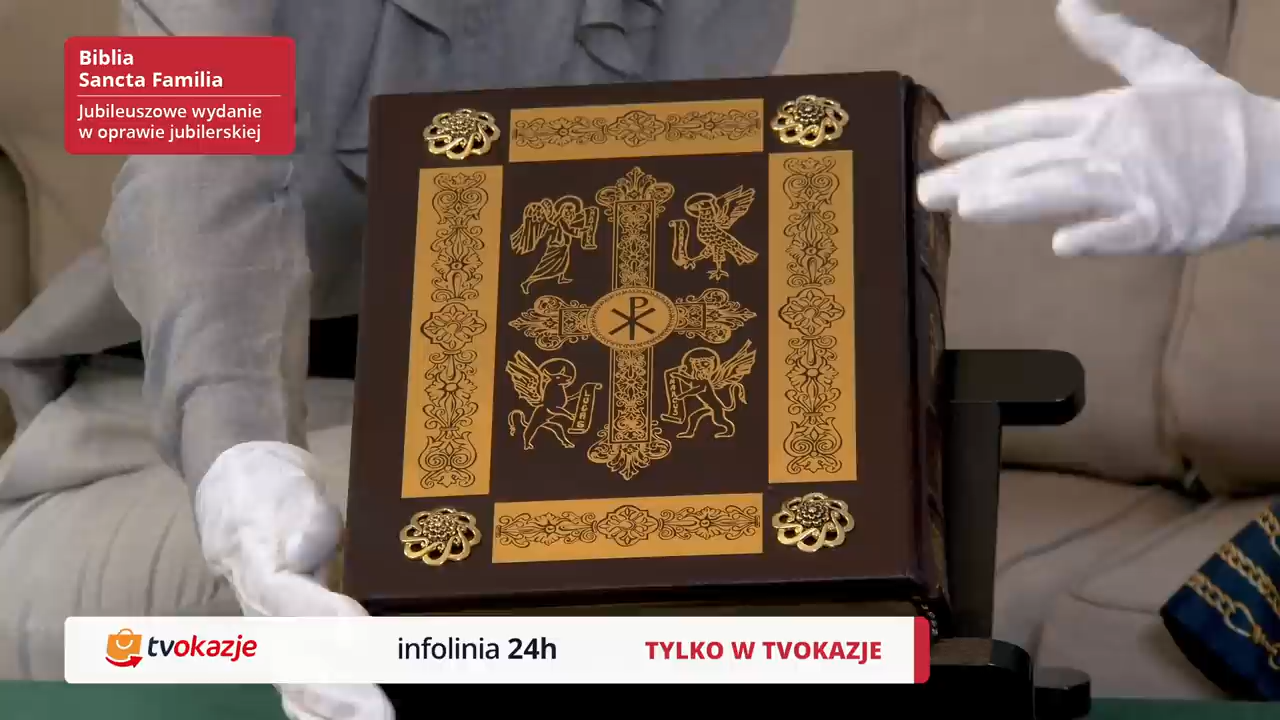 Biblia
Sancta Familia
Jubileuszowe wydanie
w oprawie jubilerskiej
tvokazje
infolinia 24h
TYLKO W TVOKAZJE